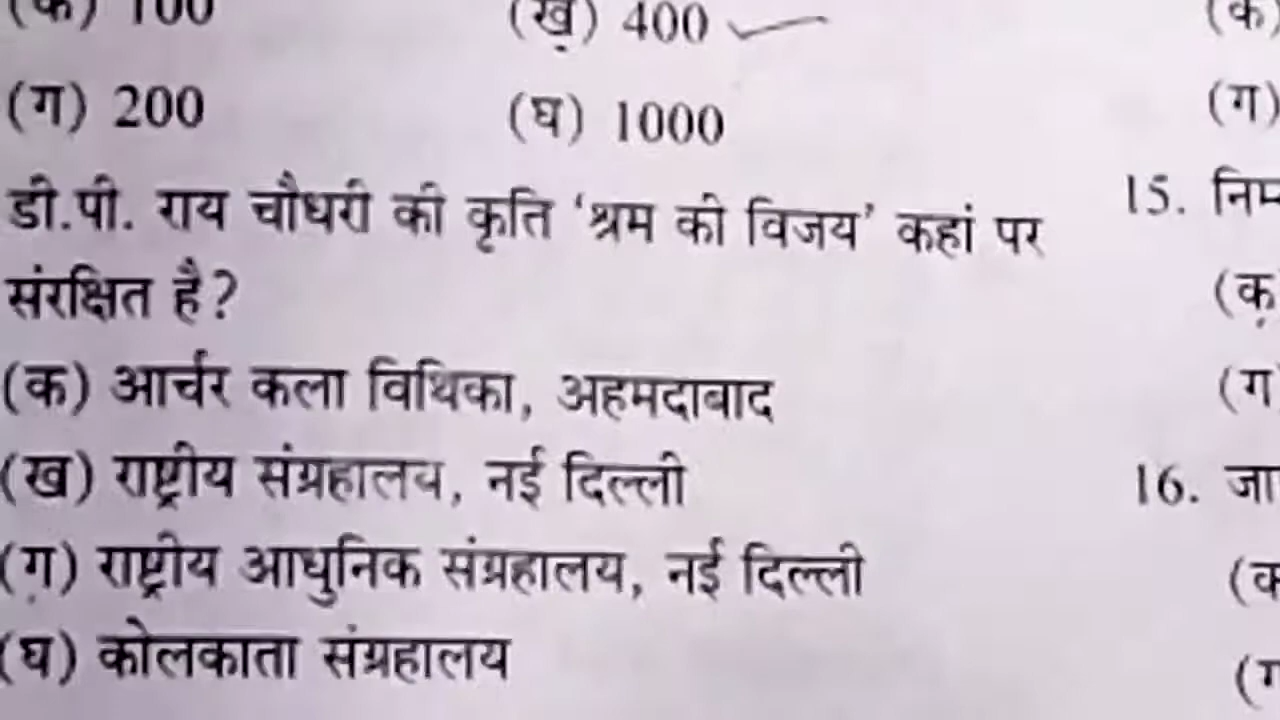 (क) 100 (ख) 400
(ग) 200 (घ) 1000
डी.पी. राय चौधरी की कृति ‘श्रम की विजय’ कहां पर
संरक्षित है?
(क) आर्चर कला विथिका, अहमदाबाद
(ख) राष्ट्रीय संग्रहालय, नई दिल्ली
(ग) राष्ट्रीय आधुनिक संग्रहालय, नई दिल्ली
(घ) कोलकाता संग्रहालय
(क)
(ग)
15. निम
(क
(ग
16. जा
(क
(ग